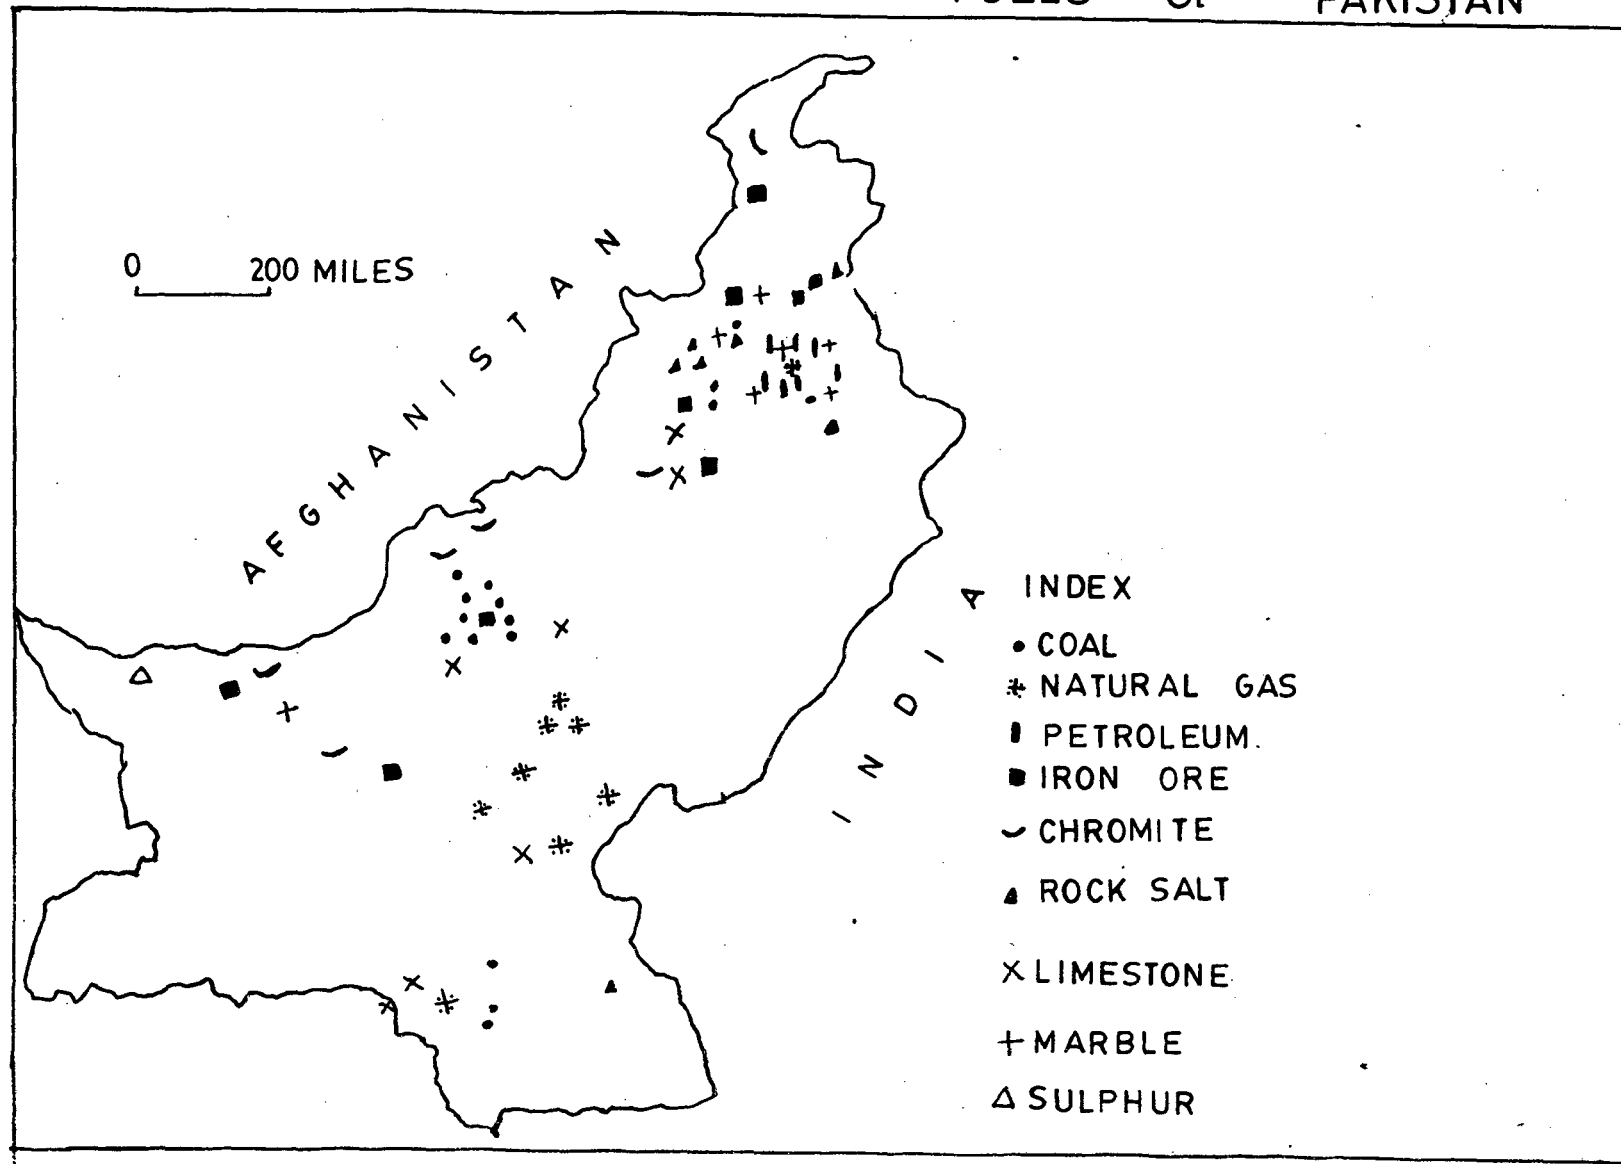 OF PAKISTAN
0 200 MILES
AFGHANISTAN
INDIA
INDEX
COAL
NATURAL GAS
PETROLEUM.
IRON ORE
CHROMITE
ROCK SALT
LIMESTONE
MARBLE
SULPHUR